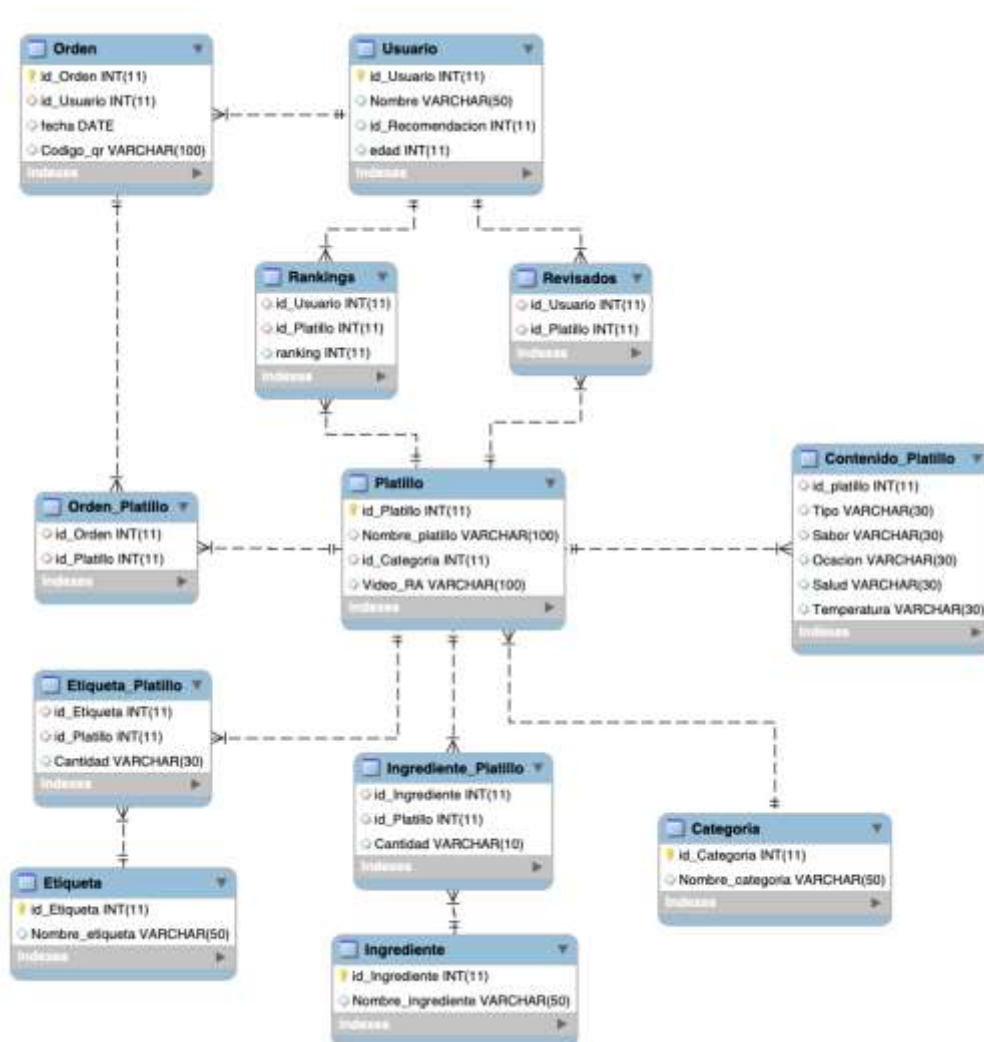 Orden
id_Orden INT(11)
id_Usuario INT(11)
fecha DATE
Codigo_qr VARCHAR(100)
Indexes
Usuario
id_Usuario INT(11)
Nombre VARCHAR(50)
id_Recomendacion INT(11)
edad INT(11)
Indexes
Rankings
id_Usuario INT(11)
id_Platillo INT(11)
ranking INT(11)
Indexes
Revisados
id_Usuario INT(11)
id_Platillo INT(11)
Indexes
Orden_Platillo
id_Orden INT(11)
id_Platillo INT(11)
Indexes
Platillo
id_Platillo INT(11)
Nombre_platillo VARCHAR(100)
id_Categoria INT(11)
Video_RA VARCHAR(100)
Indexes
Contenido_Platillo
id_platillo INT(11)
Tipo VARCHAR(30)
Sabor VARCHAR(30)
Ocacion VARCHAR(30)
Salud VARCHAR(30)
Temperatura VARCHAR(30)
Indexes
Etiqueta_Platillo
id_Etiqueta INT(11)
id_Platillo INT(11)
Cantidad VARCHAR(30)
Indexes
Ingrediente_Platillo
id_Ingrediente INT(11)
id_Platillo INT(11)
Cantidad VARCHAR(10)
Indexes
Categoria
id_Categoria INT(11)
Nombre_categoria VARCHAR(50)
Indexes
Etiqueta
id_Etiqueta INT(11)
Nombre_etiqueta VARCHAR(50)
Indexes
Ingrediente
id_Ingrediente INT(11)
Nombre_ingrediente VARCHAR(50)
Indexes